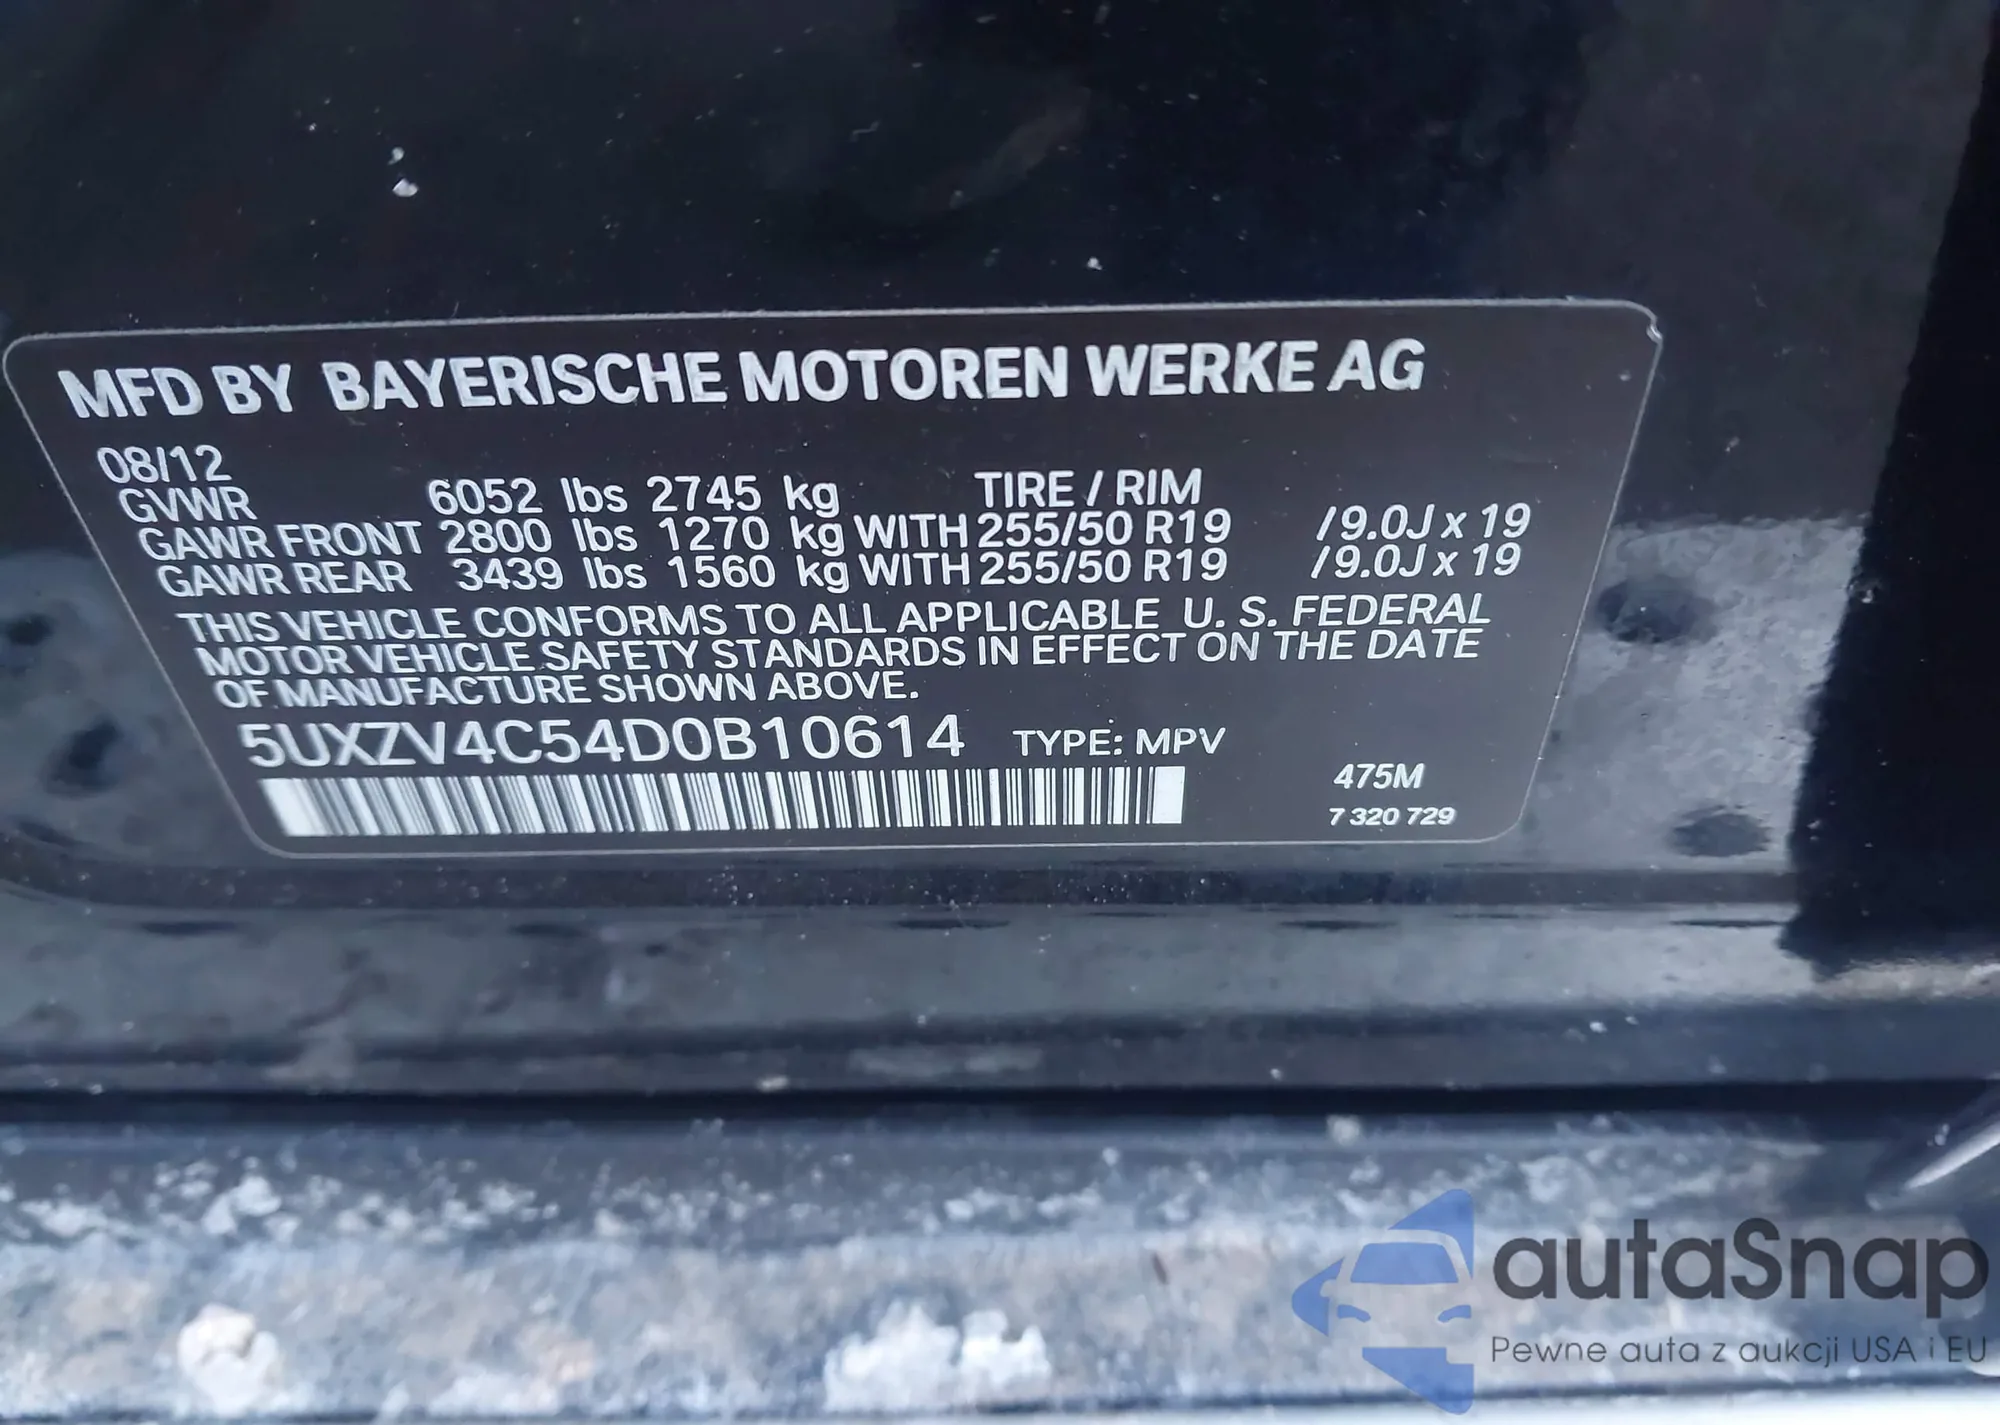 MFD BY BAYERISCHE MOTOREN WERKE AG
08/12
GVWR 6052 lbs 2745 kg TIRE / RIM
GAWR FRONT 2800 lbs 1270 kg WITH 255/50 R19 /9.0J x 19
GAWR REAR 3439 lbs 1560 kg WITH 255/50 R19 /9.0J x 19
THIS VEHICLE CONFORMS TO ALL APPLICABLE U. S. FEDERAL
MOTOR VEHICLE SAFETY STANDARDS IN EFFECT ON THE DATE
OF MANUFACTURE SHOWN ABOVE.
5UXZV4C54D0B10614 TYPE: MPV
475M
7 320 729
autaSnap
Pewne auta z aukcji USA i EU